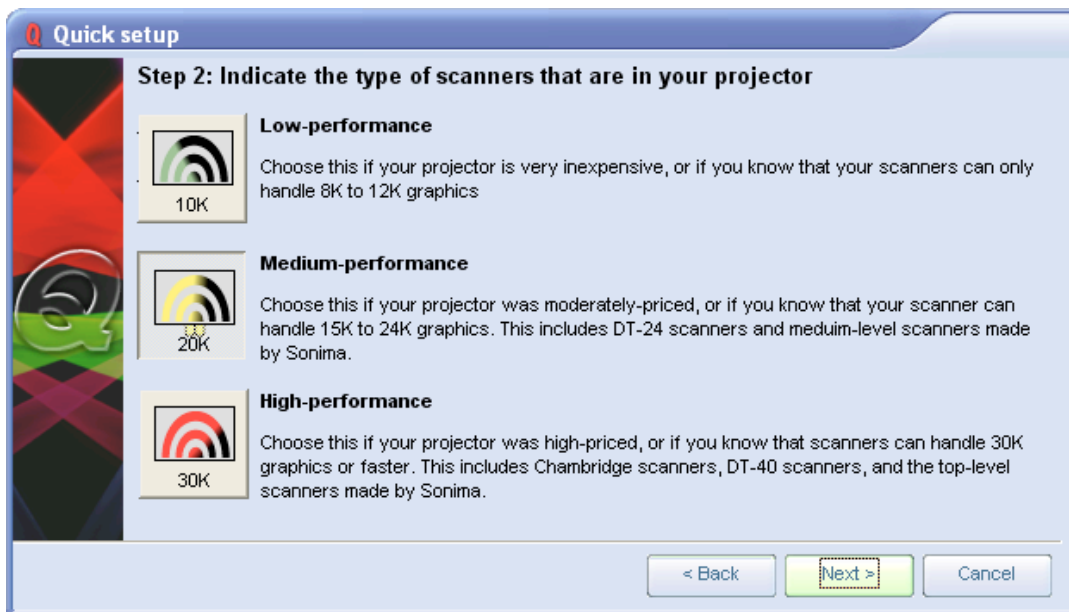 Quick setup
Step 2: Indicate the type of scanners that are in your projector
Low-performance
Choose this if your projector is very inexpensive, or if you know that your scanners can only
handle 8K to 12K graphics
10K
Medium-performance
Choose this if your projector was moderately-priced, or if you know that your scanner can
handle 15K to 24K graphics. This includes DT-24 scanners and meduim-level scanners made
by Sonima.
20K
High-performance
Choose this if your projector was high-priced, or if you know that scanners can handle 30K
graphics or faster. This includes Chambridge scanners, DT-40 scanners, and the top-level
scanners made by Sonima.
30K
< Back
Next >
Cancel